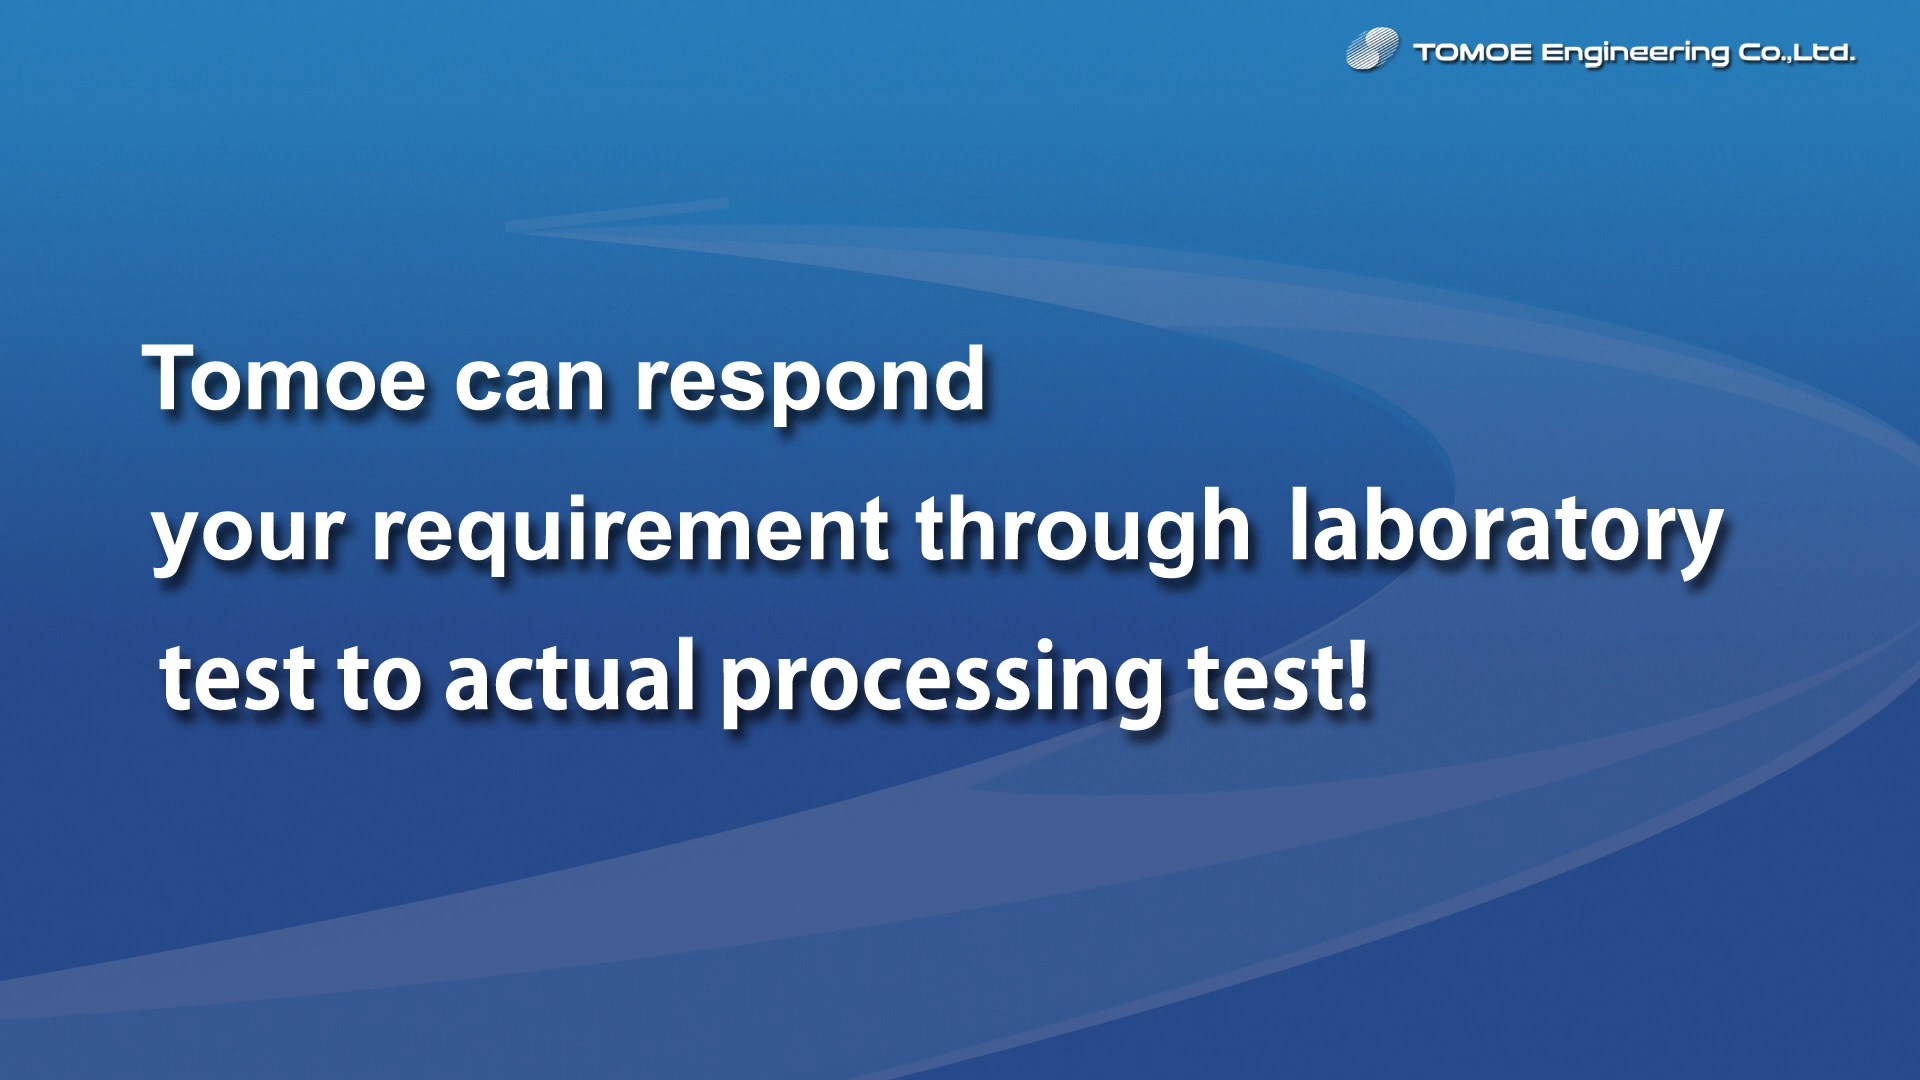 TOMOE Engineering Co.,Ltd.
Tomoe can respond
your requirement through laboratory
test to actual processing test!